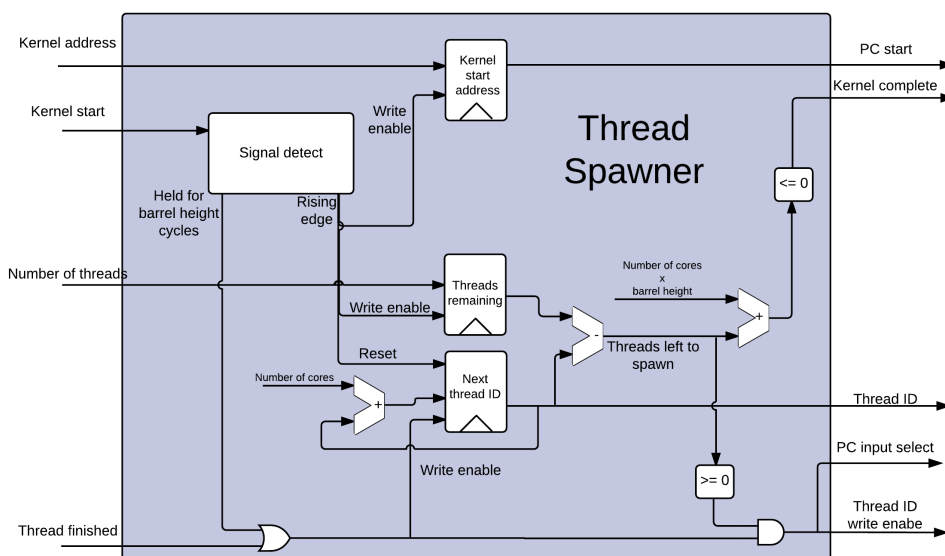 Kernel address
Kernel
start
address
PC start
Kernel complete
Kernel start
Write
enable
Thread
Spawner
Signal detect
<= 0
Held for
barrel height
cycles
Rising
edge
Number of threads
Threads
remaining
Number of cores
x
barrel height
Write enable
+
-
Threads left to
spawn
Reset
Number of cores
Next
thread ID
+
Thread ID
PC input select
Write enable
>= 0
Thread ID
write enabe
Thread finished